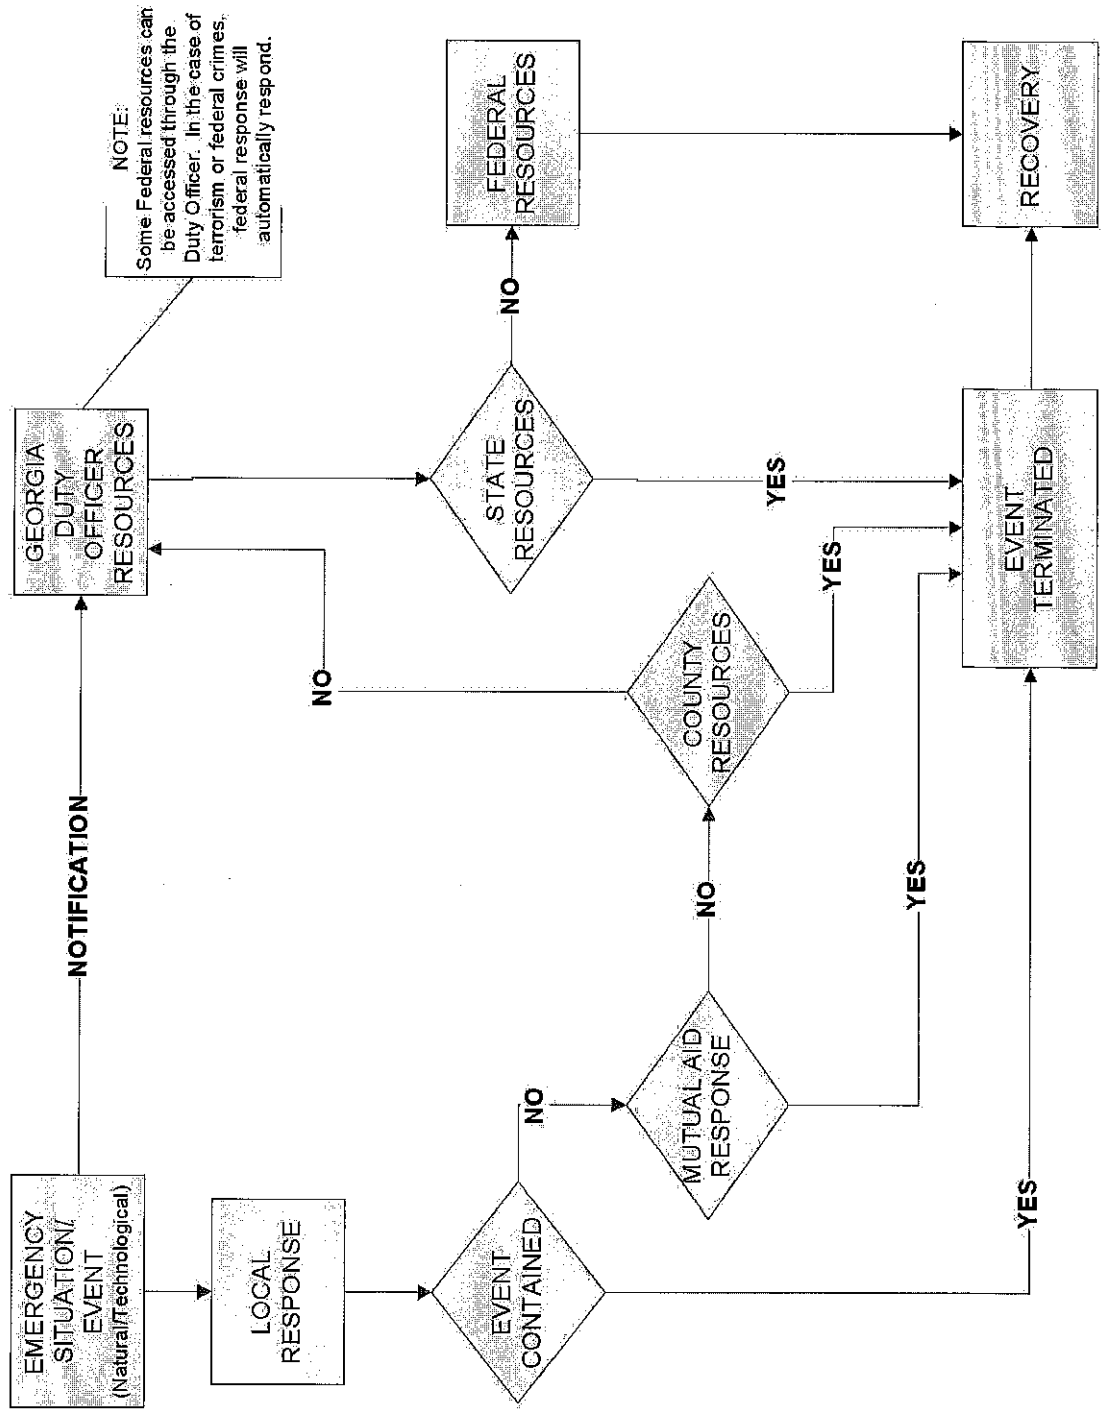 EMERGENCY
SITUATION/
EVENT
(Natural/Technological)
NOTIFICATION
GEORGIA
DUTY
OFFICER
RESOURCES
NOTE:
Some Federal resources can
be accessed through the
Duty Officer. In the case of
terrorism or federal crimes,
federal response will
automatically respond.
LOCAL
RESPONSE
NO
EVENT
CONTAINED
NO
STATE
RESOURCES
NO
FEDERAL
RESOURCES
MUTUAL AID
RESPONSE
NO
COUNTY
RESOURCES
YES
YES
YES
YES
EVENT
TERMINATED
RECOVERY